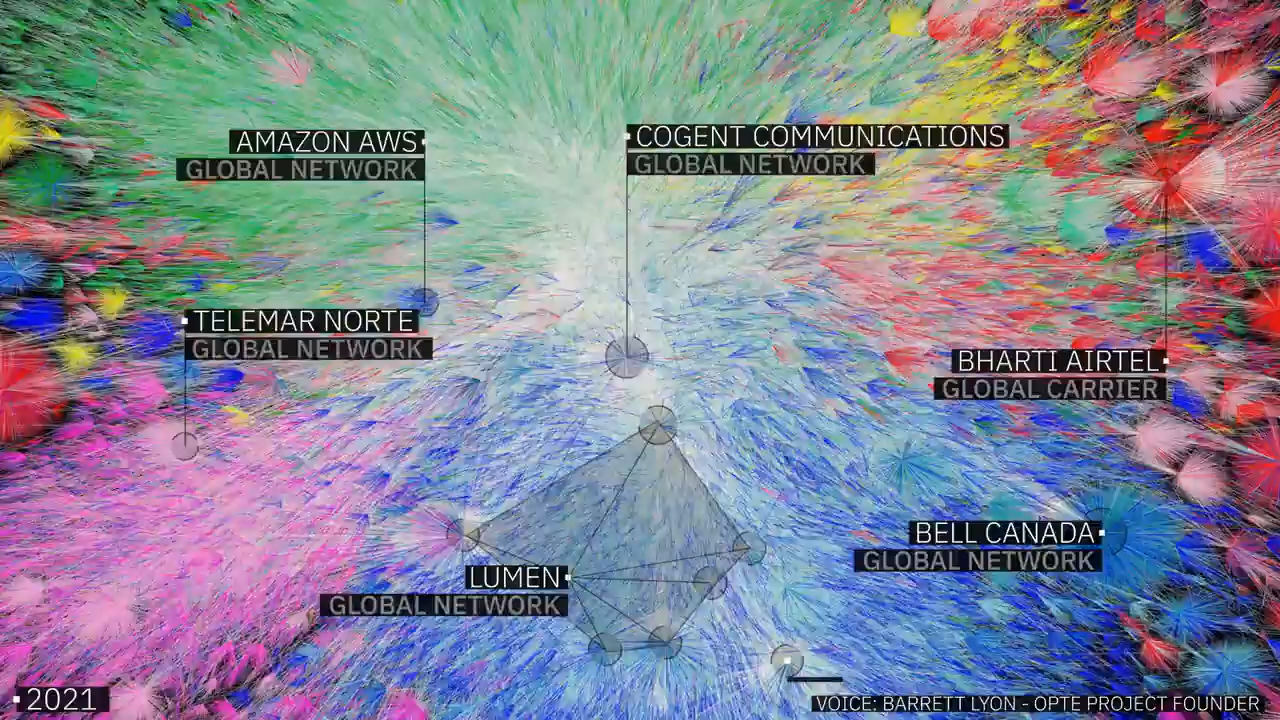 AMAZON AWS
GLOBAL NETWORK
COGENT COMMUNICATIONS
GLOBAL NETWORK
TELEMAR NORTE
GLOBAL NETWORK
BHARTI AIRTEL
GLOBAL CARRIER
BELL CANADA
GLOBAL NETWORK
LUMEN
GLOBAL NETWORK
2021
VOICE: BARRETT LYON - OPTE PROJECT FOUNDER